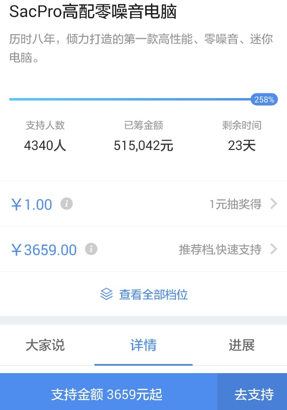 SacPro高配零噪音电脑
历时八年，倾力打造的第一款高性能、零噪音、迷你
电脑。
258%
支持人数 已筹金额 剩余时间
4340人 515,042元 23天
￥1.00 1元抽奖得
￥3659.00 推荐档,快速支持
查看全部档位
大家说 详情 进展
支持金额 3659元起 去支持